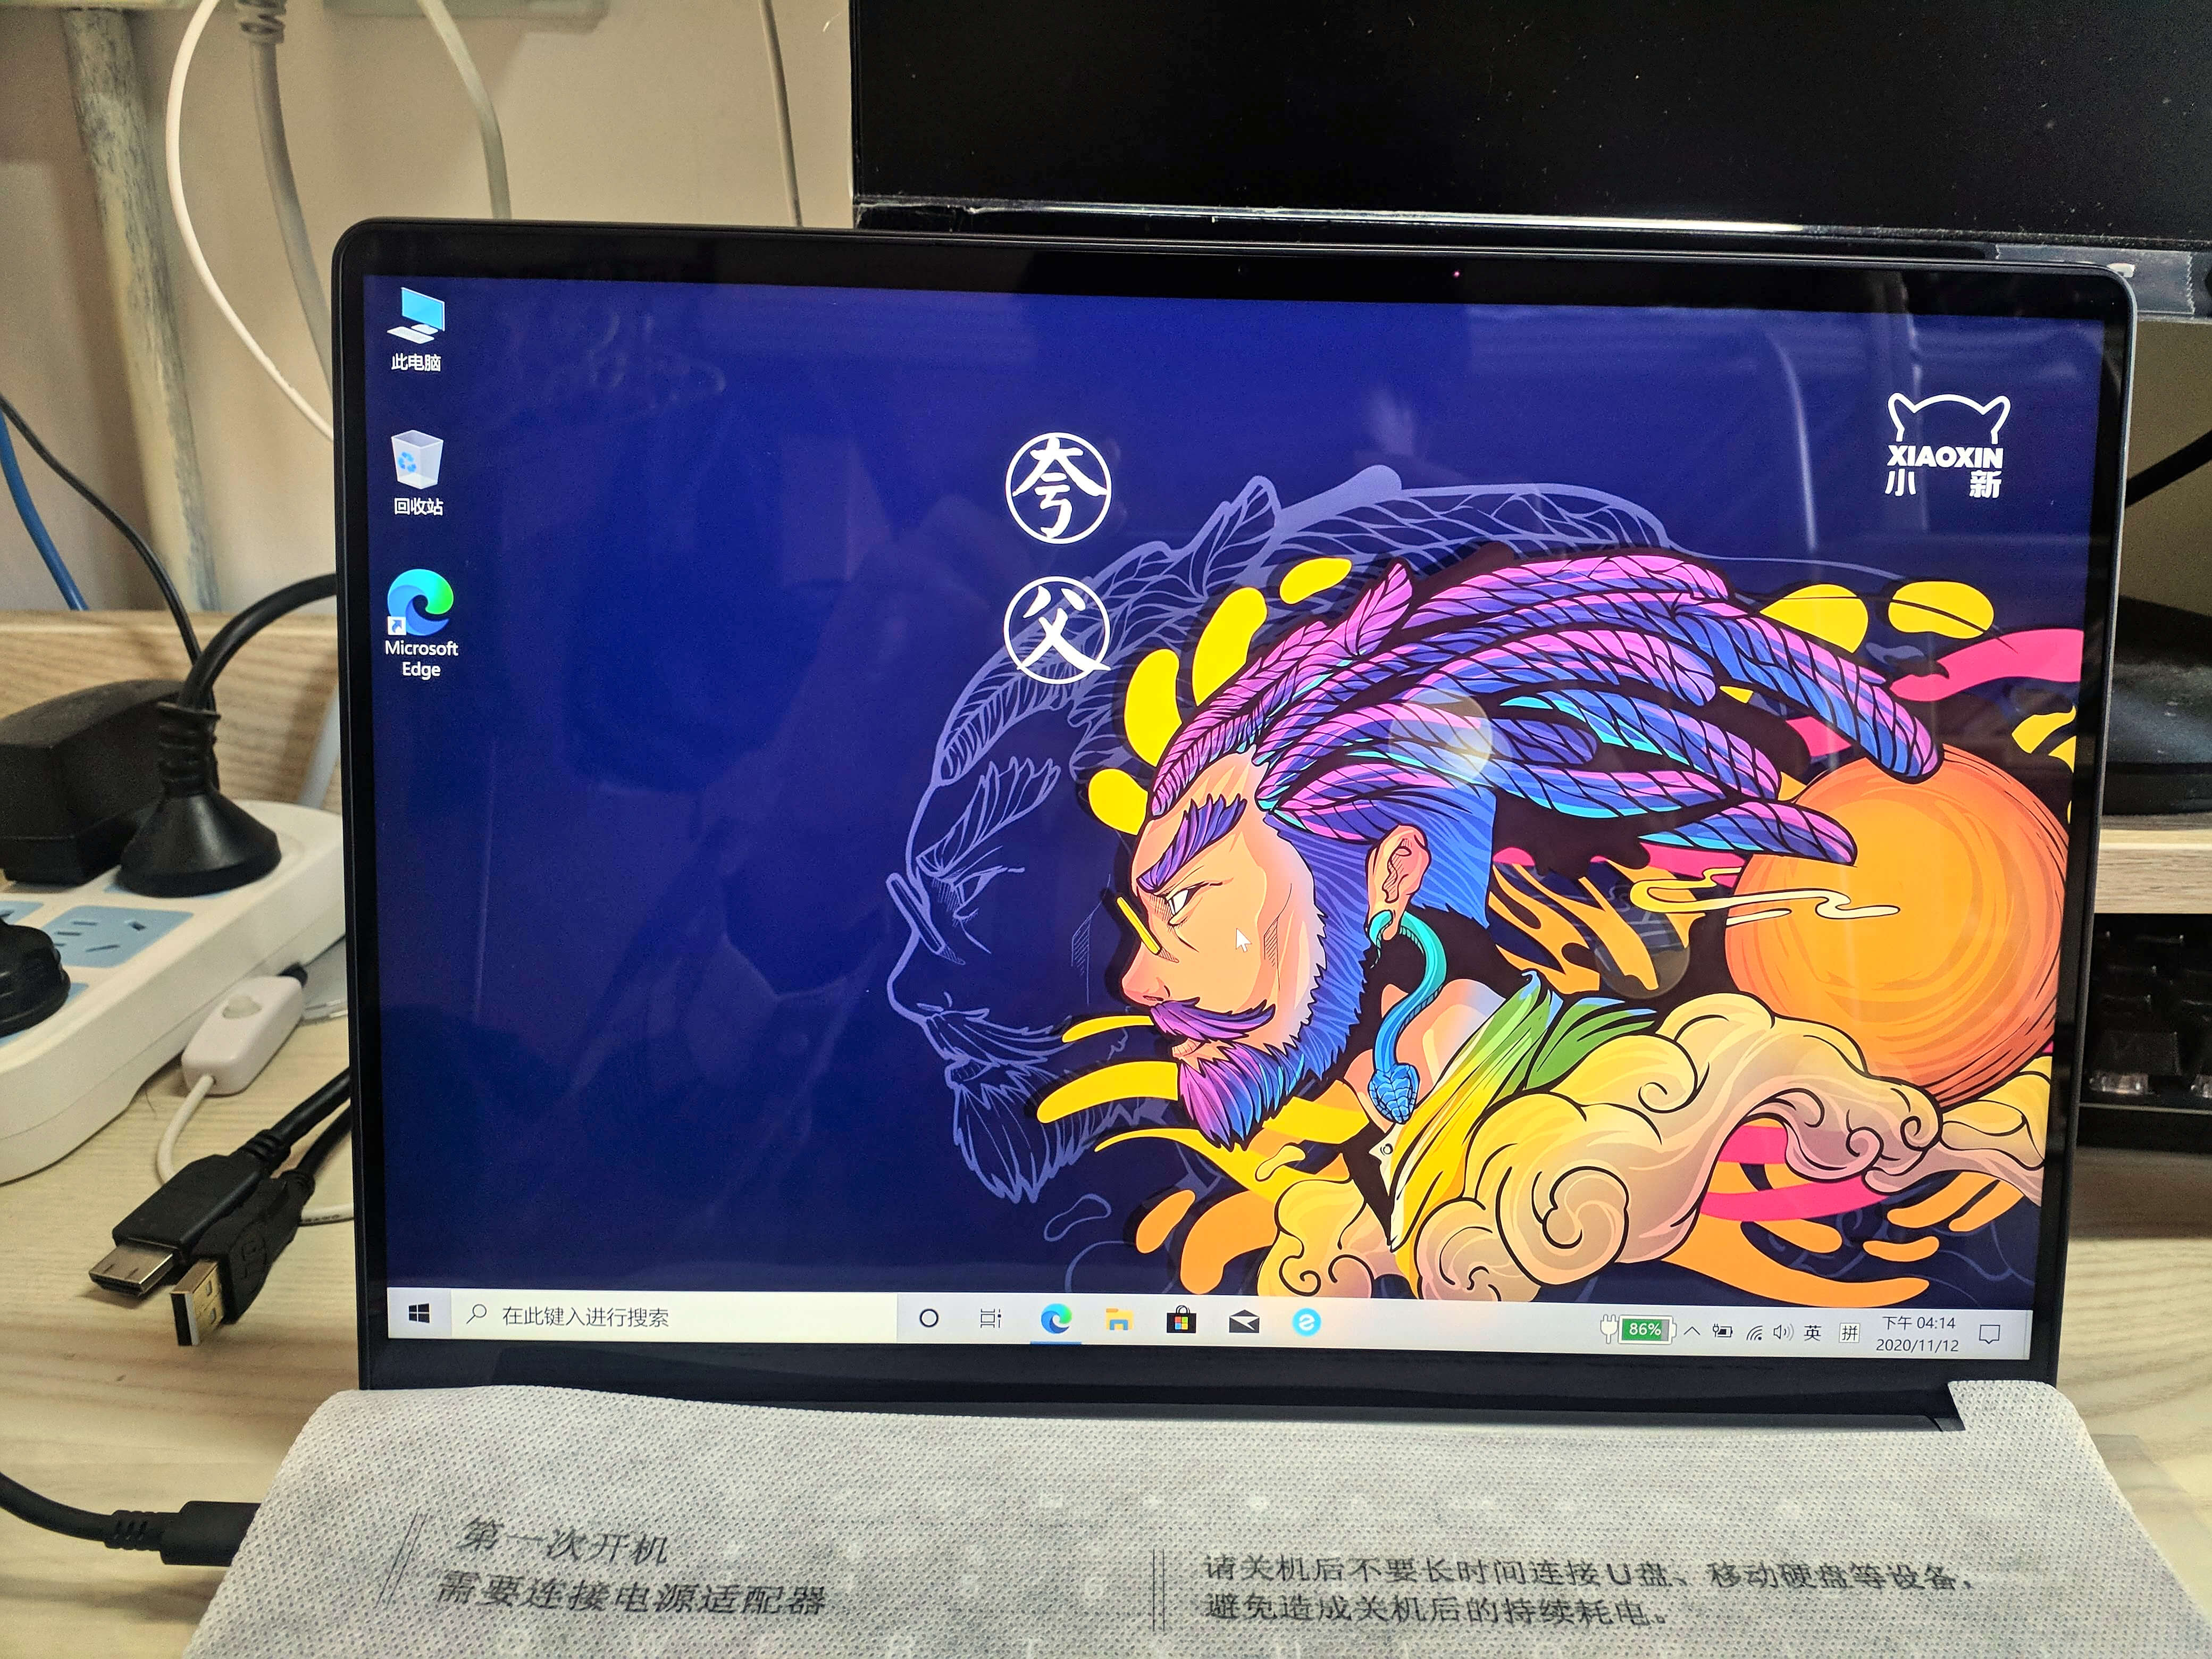 此电脑
回收站
Microsoft
Edge
夸
父
XIAOXIN
小新
在此键入进行搜索
86%
英
拼
下午 04:14
2020/11/12
第一次开机
需要连接电源适配器
请关机后不要长时间连接U盘、移动硬盘等设备,
避免造成关机后的持续耗电。